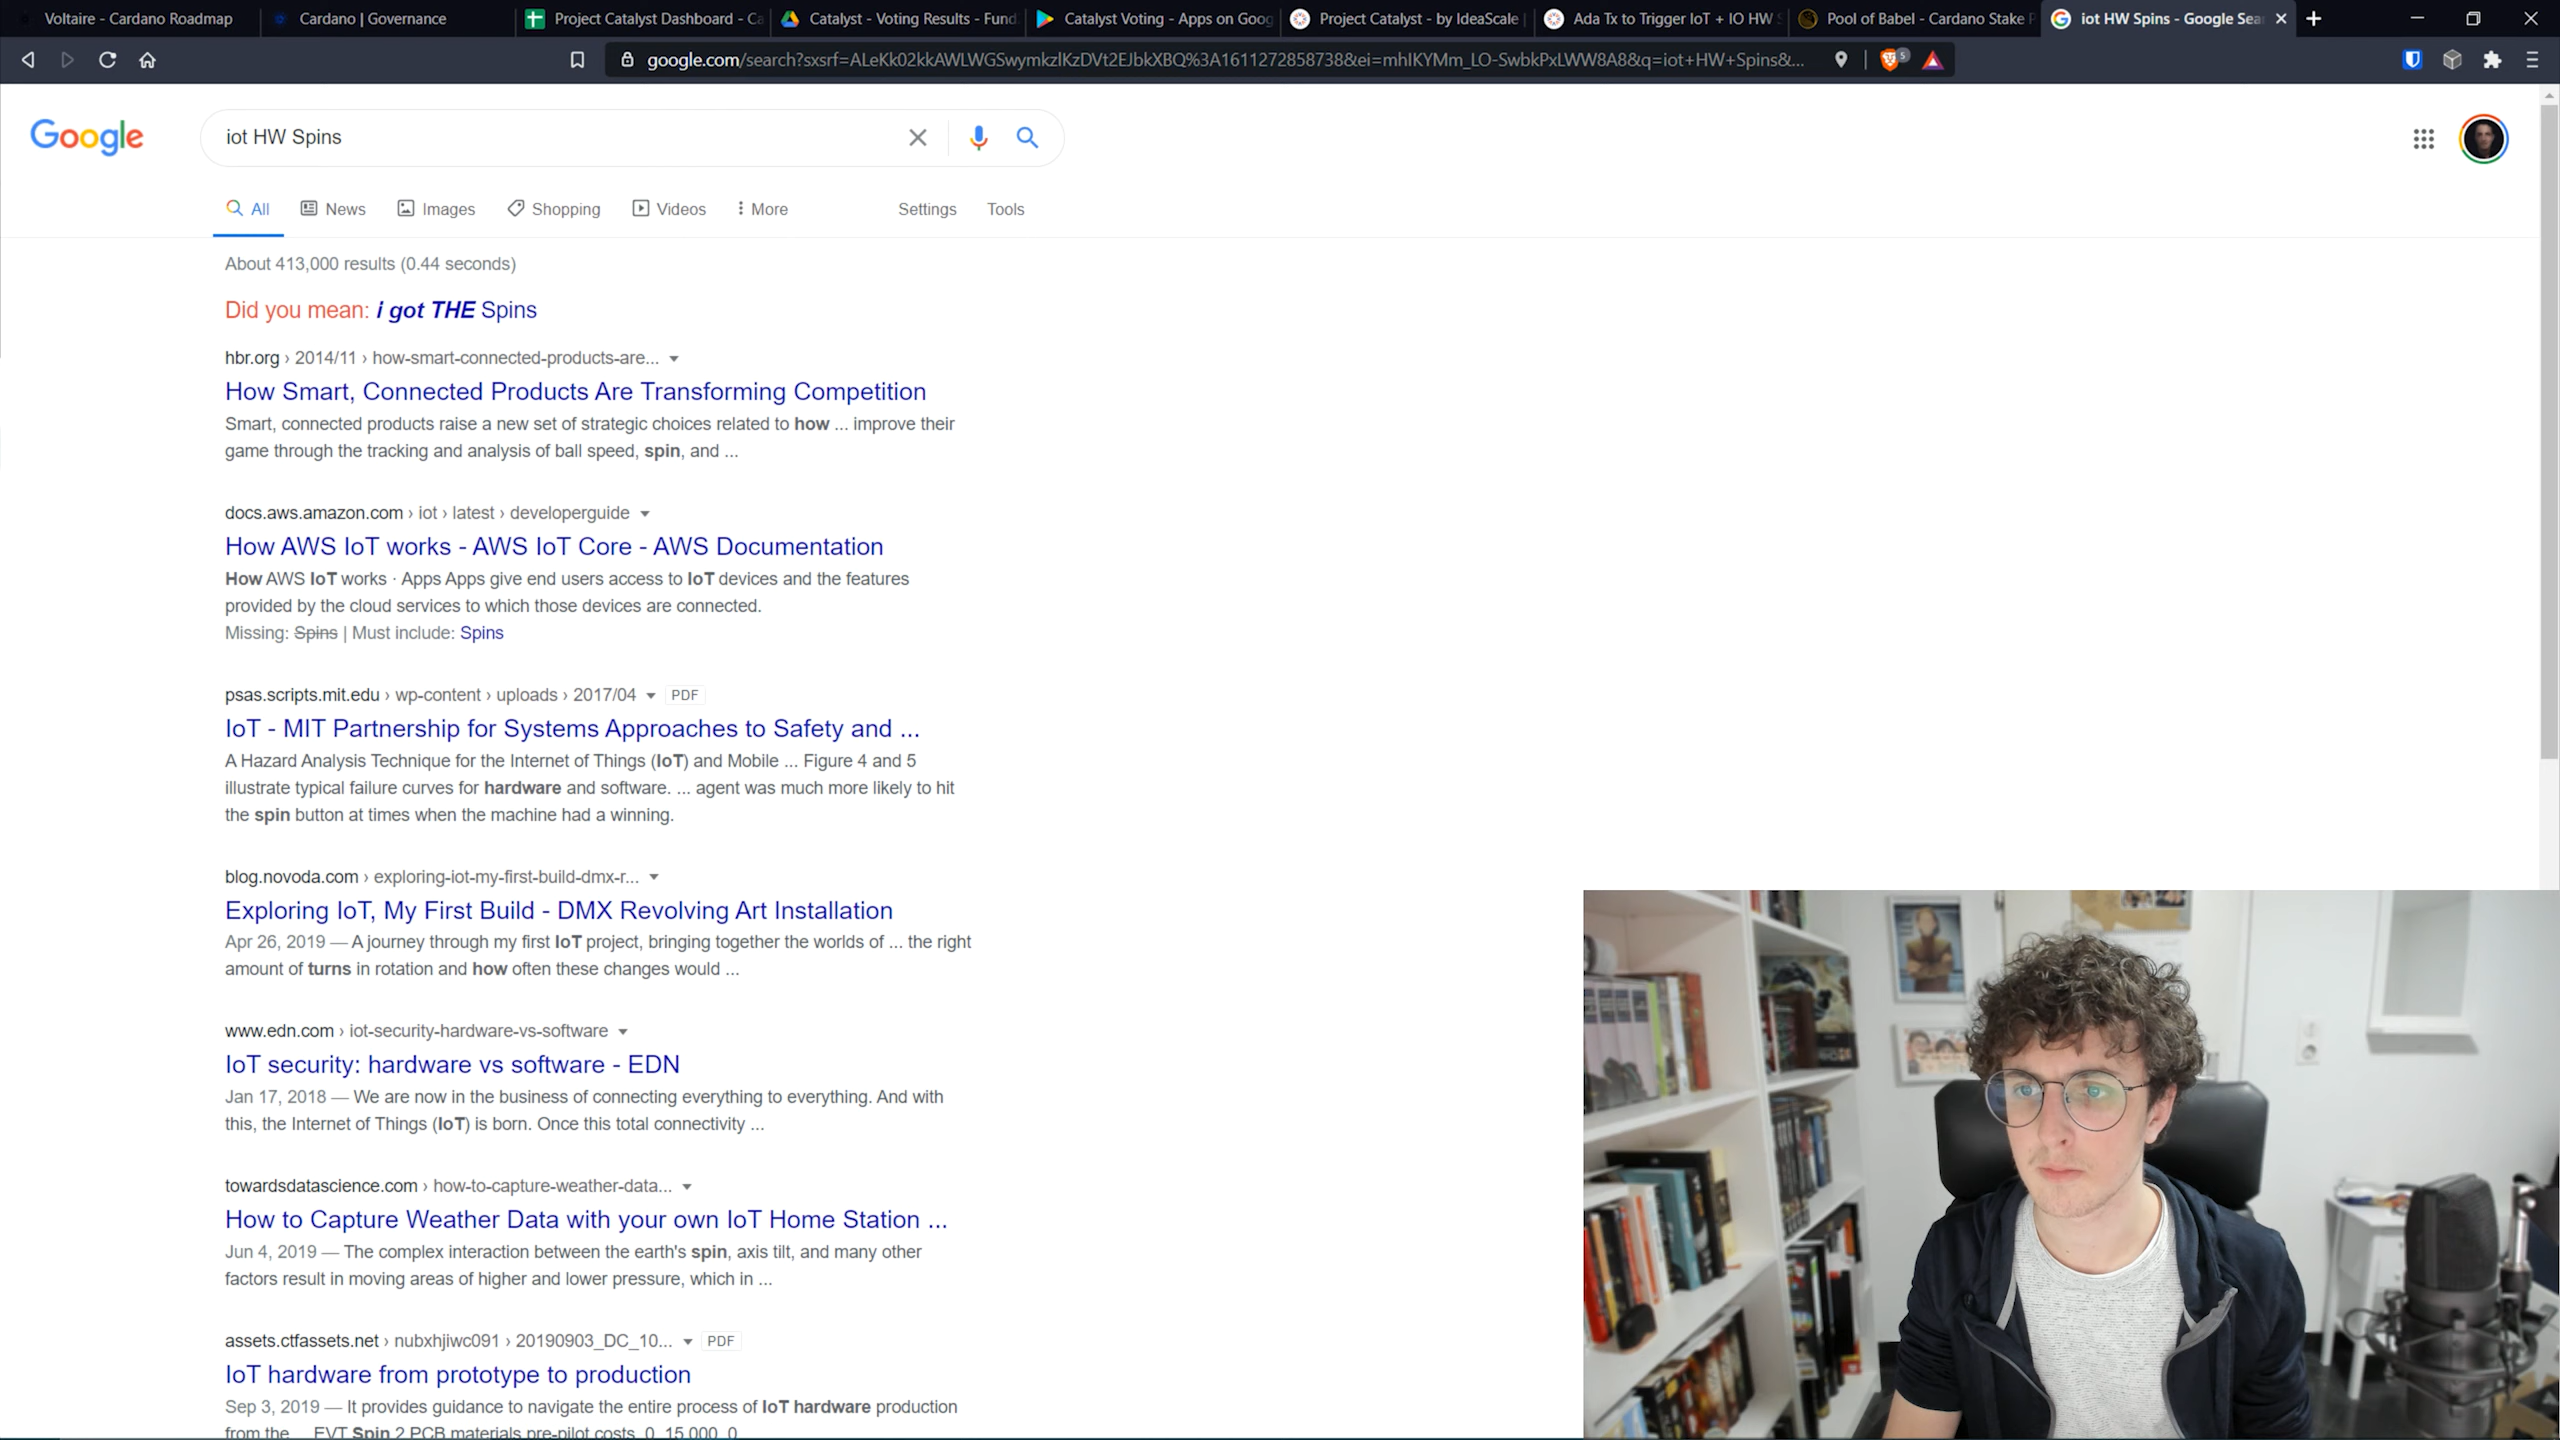 Voltaire - Cardano Roadmap
Cardano | Governance
Project Catalyst Dashboard - Ca
Catalyst - Voting Results - Fund
Catalyst Voting - Apps on Goog
Project Catalyst - by IdeaScale
Ada Tx to Trigger IoT + IO HW S
Pool of Babel - Cardano Stake P
iot HW Spins - Google Sea
google.com/search?sxsrf=ALeKk02kkAWLWGSwymkzlKzDVt2EJbkXBQ%3A1611272858738&ei=mhIKYMm_LO-SwbkPxLWW8A8&q=iot+HW+Spins&...
5
Google
iot HW Spins
All News Images Shopping Videos More Settings Tools
About 413,000 results (0.44 seconds)
Did you mean: i got THE Spins
hbr.org › 2014/11 › how-smart-connected-products-are...
How Smart, Connected Products Are Transforming Competition
Smart, connected products raise a new set of strategic choices related to how ... improve their
game through the tracking and analysis of ball speed, spin, and ...
docs.aws.amazon.com › iot › latest › developerguide
How AWS IoT works - AWS IoT Core - AWS Documentation
How AWS IoT works · Apps Apps give end users access to IoT devices and the features
provided by the cloud services to which those devices are connected.
Missing: Spins | Must include: Spins
psas.scripts.mit.edu › wp-content › uploads › 2017/04 PDF
IoT - MIT Partnership for Systems Approaches to Safety and ...
A Hazard Analysis Technique for the Internet of Things (IoT) and Mobile ... Figure 4 and 5
illustrate typical failure curves for hardware and software. ... agent was much more likely to hit
the spin button at times when the machine had a winning.
blog.novoda.com › exploring-iot-my-first-build-dmx-r...
Exploring IoT, My First Build - DMX Revolving Art Installation
Apr 26, 2019 — A journey through my first IoT project, bringing together the worlds of ... the right
amount of turns in rotation and how often these changes would ...
www.edn.com › iot-security-hardware-vs-software
IoT security: hardware vs software - EDN
Jan 17, 2018 — We are now in the business of connecting everything to everything. And with
this, the Internet of Things (IoT) is born. Once this total connectivity ...
towardsdatascience.com › how-to-capture-weather-data...
How to Capture Weather Data with your own IoT Home Station ...
Jun 4, 2019 — The complex interaction between the earth's spin, axis tilt, and many other
factors result in moving areas of higher and lower pressure, which in ...
assets.ctfassets.net › nubxhjiwc091 › 20190903_DC_10... PDF
IoT hardware from prototype to production
Sep 3, 2019 — It provides guidance to navigate the entire process of IoT hardware production
from the ... EVT Spin 2 PCB materials pre-pilot costs. 0. 15,000. 0